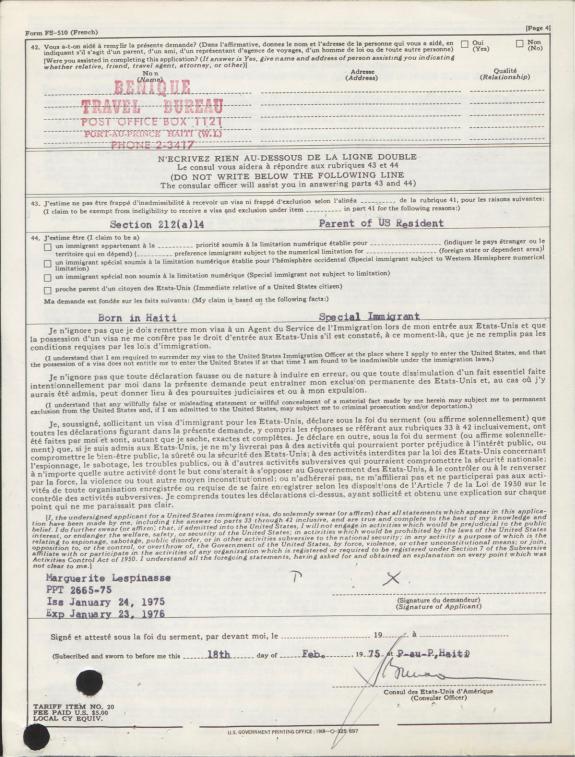 Form FS-510 (French) [Page 4]
42. Vous a-t-on aidé à remplir la présente demande? (Dans l'affirmative, donnez le nom et l'adresse de la personne qui vous a aidé, en
indiquant s'il s'agit d'un parent, d'un ami, d'un représentant d'agence de voyages, d'un homme de loi ou de toute autre personne)
Oui (Yes) Non (No)
[Were you assisted in completing this application? (If answer is Yes, give name and address of person assisting you indicating
whether relative, friend, travel agent, attorney, or other)]
Nom Adresse Qualité
(Name) (Address) (Relationship)
BENIQUE
TRAVEL BUREAU
POST OFFICE BOX 1121
PORT-AU-PRINCE HAITI (W.I.)
PHONE 2-3417
N'ECRIVEZ RIEN AU-DESSOUS DE LA LIGNE DOUBLE
Le consul vous aidera à répondre aux rubriques 43 et 44
(DO NOT WRITE BELOW THE FOLLOWING LINE
The consular officer will assist you in answering parts 43 and 44)
43. J'estime ne pas être frappé d'inadmissibilité à recevoir un visa ni frappé d'exclusion selon l'alinéa de la rubrique 41, pour les raisons suivantes:
(I claim to be exempt from ineligibility to receive a visa and exclusion under item in part 41 for the following reasons:)
Section 212(a)14 Parent of US Resident
44. J'estime être (I claim to be a)
un immigrant appartenant à la priorité soumis à la limitation numérique établie pour (indiquer le pays étranger ou le
territoire qui en dépend) ( preference immigrant subject to the numerical limitation for (foreign state or dependent area)]
un immigrant spécial soumis à la limitation numérique établie pour l'hémisphère occidental (Special immigrant subject to Western Hemisphere numerical
limitation)
un immigrant spécial non soumis à la limitation numérique (Special immigrant not subject to limitation)
proche parent d'un citoyen des Etats-Unis (Immediate relative of a United States citizen)
Ma demande est fondée sur les faits suivants: (My claim is based on the following facts:)
Born in Haiti Special Immigrant
Je n'ignore pas que je dois remettre mon visa à un Agent du Service de l'Immigration lors de mon entrée aux Etats-Unis et que
la possession d'un visa ne me confère pas le droit d'entrée aux Etats-Unis s'il est constaté, à ce moment-là, que je ne remplis pas les
conditions requises par les lois d'immigration.
(I understand that I am required to surrender my visa to the United States Immigration Officer at the place where I apply to enter the United States, and that
the possession of a visa does not entitle me to enter the United States if at that time I am found to be inadmissible under the immigration laws.)
Je n'ignore pas que toute déclaration fausse ou de nature à induire en erreur, ou que toute dissimulation d'un fait essentiel faite
intentionnellement par moi dans la présente demande peut entraîner mon exclusion permanente des Etats-Unis et, au cas où j'y
aurais été admis, peut donner lieu à des poursuites judiciaires ou à mon expulsion.
(I understand that any willfully false or misleading statement or willful concealment of a material fact made by me herein may subject me to permanent
exclusion from the United States and, if I am admitted to the United States, may subject me to criminal prosecution and/or deportation.)
Je, soussigné, sollicitant un visa d'immigrant pour les Etats-Unis, déclare sous la foi du serment (ou affirme solennellement) que
toutes les déclarations figurant dans la présente demande, y compris les réponses se référant aux rubriques 33 à 42 inclusivement, ont
été faites par moi et sont, autant que je sache, exactes et complètes. Je déclare en outre, sous la foi du serment (ou affirme solennelle-
ment) que, si je suis admis aux Etats-Unis, je ne m'y livrerai pas à des activités qui pourraient porter préjudice à l'intérêt public, ou
compromettre le bien-être public, la sûreté ou la sécurité des Etats-Unis; à des activités interdites par les lois des Etats-Unis concernant
l'espionnage, le sabotage, les troubles publics, ou à d'autres activités subversives qui pourraient compromettre la sécurité nationale;
à n'importe quelle autre activité dont le but consisterait à s'opposer au Gouvernement des Etats-Unis, à le contrôler ou à le renverser
par la force, la violence ou tout autre moyen inconstitutionnel; ou n'adhérerai pas, ne m'affilierai pas et ne participerai pas aux acti-
vités de toute organisation enregistrée ou requise de se faire enregistrer selon les dispositions de l'Article 7 de la Loi de 1950 sur le
contrôle des activités subversives. Je comprends toutes les déclarations ci-dessus, ayant sollicité et obtenu une explication sur chaque
point qui ne me paraissait pas clair.
[I, the undersigned applicant for a United States immigrant visa, do solemnly swear (or affirm) that all statements which appear in this applica-
tion have been made by me, including the answers to parts 33 through 42 inclusive, and are true and complete to the best of my knowledge and
belief. I do further swear (or affirm) that, if admitted into the United States, I will not engage in activities which would be prejudicial to the public
interest, or endanger the welfare, safety, or security of the United States, in activities which would be prohibited by the laws of the United States
relating to espionage, sabotage, public disorder, or in other activities subversive to the national security; in any activity a purpose of which is the
opposition to, or the control, or overthrow of, the Government of the United States, by force, violence, or other unconstitutional means; or join,
affiliate with or participate in the activities of any organization which is registered or required to be registered under Section 7 of the Subversive
Activities Control Act of 1950. I understand all the foregoing statements, having asked for and obtained an explanation on every point which was
not clear to me.]
Marguerite Lespinasse
PPT 2665-75 X
Iss January 24, 1975
Exp January 23, 1976
(Signature du demandeur)
(Signature of Applicant)
Signé et attesté sous la foi du serment, par devant moi, le 19 à
(Subscribed and sworn to before me this 18th day of Feb. 1975 at P-au-P, Haiti
Consul des Etats-Unis d'Amérique
(Consular Officer)
TARIFF ITEM NO. 20
FEE PAID U.S. $5.00
LOCAL CY EQUIV.
U.S. GOVERNMENT PRINTING OFFICE : 1969-O-325-897